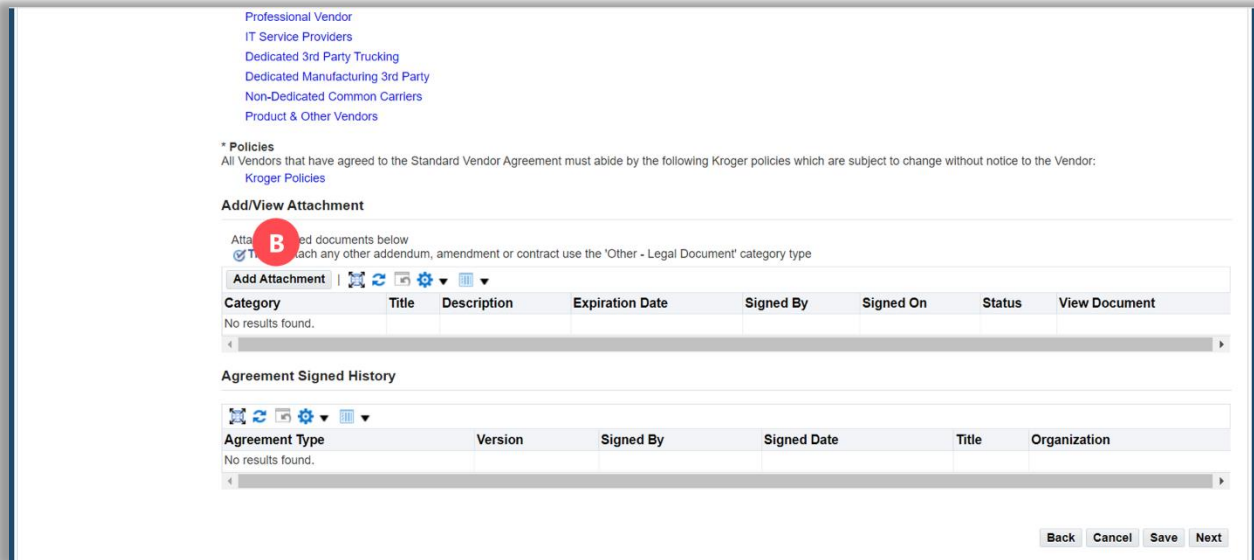 Professional Vendor
IT Service Providers
Dedicated 3rd Party Trucking
Dedicated Manufacturing 3rd Party
Non-Dedicated Common Carriers
Product & Other Vendors
* Policies
All Vendors that have agreed to the Standard Vendor Agreement must abide by the following Kroger policies which are subject to change without notice to the Vendor:
Kroger Policies
Add/View Attachment
B documents below
any other addendum, amendment or contract use the 'Other - Legal Document' category type
Add Attachment |
Category Title Description Expiration Date Signed By Signed On Status View Document
No results found.
Agreement Signed History
Agreement Type Version Signed By Signed Date Title Organization
No results found.
Back Cancel Save Next